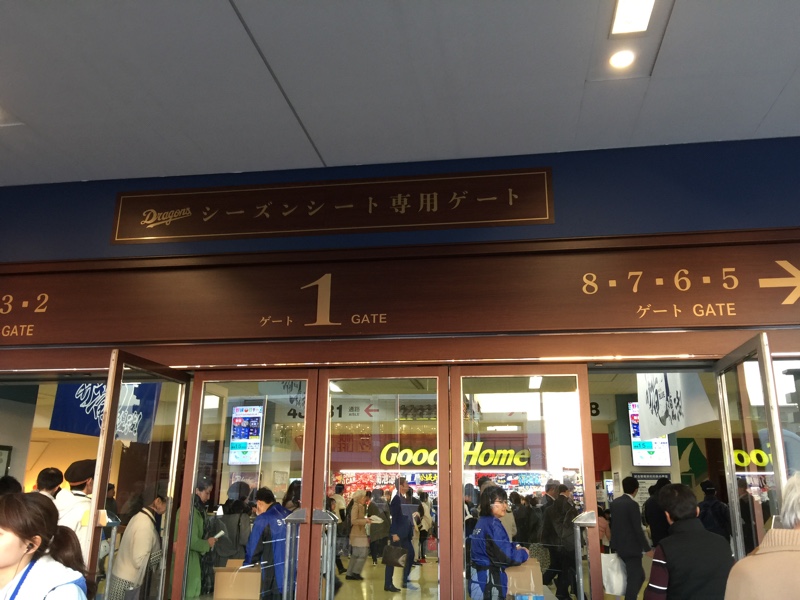 Dragons シーズンシート専用ゲート
3・2
GATE
ゲート 1 GATE
8・7・6・5
ゲート GATE
Good Home